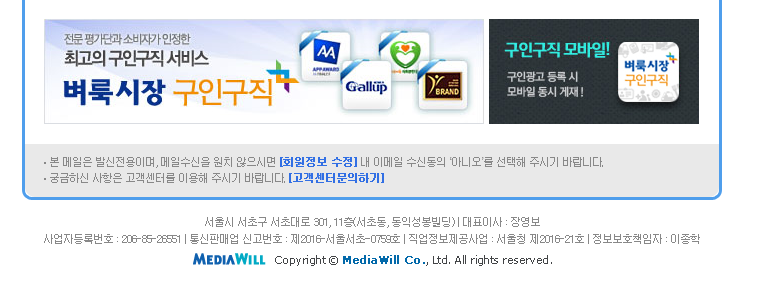 전문 평가단과 소비자가 인정한
최고의 구인구직 서비스
벼룩시장 구인구직
AA
APP AWARD
Gallup
BRAND
구인구직 모바일!
구인광고 등록 시
모바일 동시 게재!
벼룩시장
구인구직
· 본 메일은 발신전용이며, 메일수신을 원치 않으시면 [회원정보 수정] 내 이메일 수신동의 '아니오'를 선택해 주시기 바랍니다.
· 궁금하신 사항은 고객센터를 이용해 주시기 바랍니다. [고객센터문의하기]
서울시 서초구 서초대로 301, 11층(서초동, 동익성봉빌딩) | 대표이사 : 장영보
사업자등록번호 : 206-85-26551 | 통신판매업 신고번호 : 제2016-서울서초-0759호 | 직업정보제공사업 : 서울청 제2016-21호 | 정보보호책임자 : 이종학
MEDIAWILL Copyright © MediaWill Co., Ltd. All rights reserved.